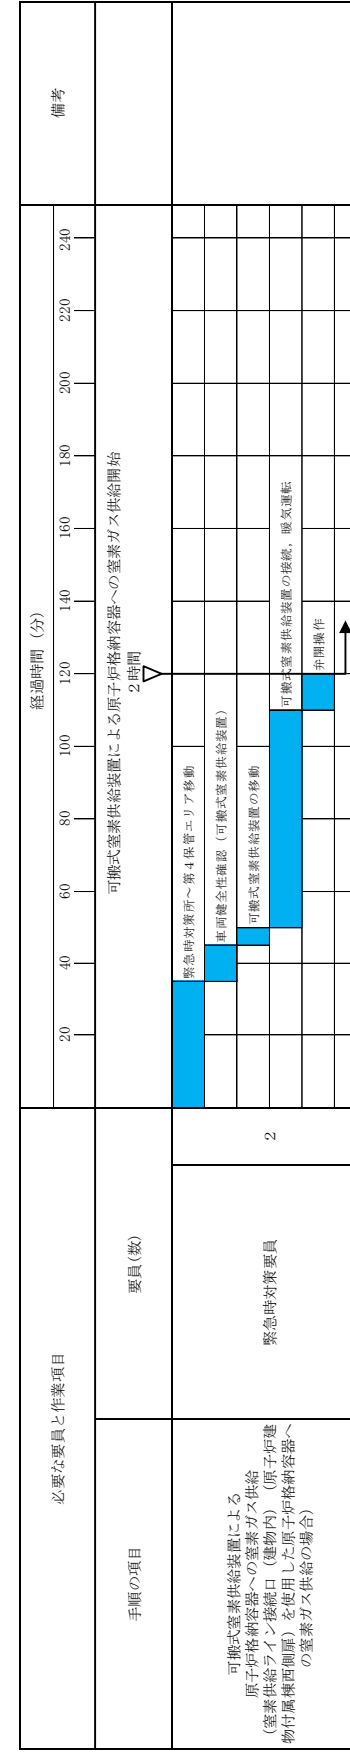 必要な要員と作業項目
経過時間（分）
備考
20
40
60
80
100
120
140
160
180
200
220
240
手順の項目
要員(数)
可搬式窒素供給装置による原子炉格納容器への窒素ガス供給開始
2時間
可搬式窒素供給装置による
原子炉格納容器への窒素ガス供給
（窒素供給ライン接続口（建物内）（原子炉建
物付属棟西側扉）を使用した原子炉格納容器へ
の窒素ガス供給の場合）
緊急時対策要員
2
緊急時対策所～第４保管エリア移動
車両健全性確認（可搬式窒素供給装置）
可搬式窒素供給装置の移動
可搬式窒素供給装置の接続，暖気運転
弁開操作